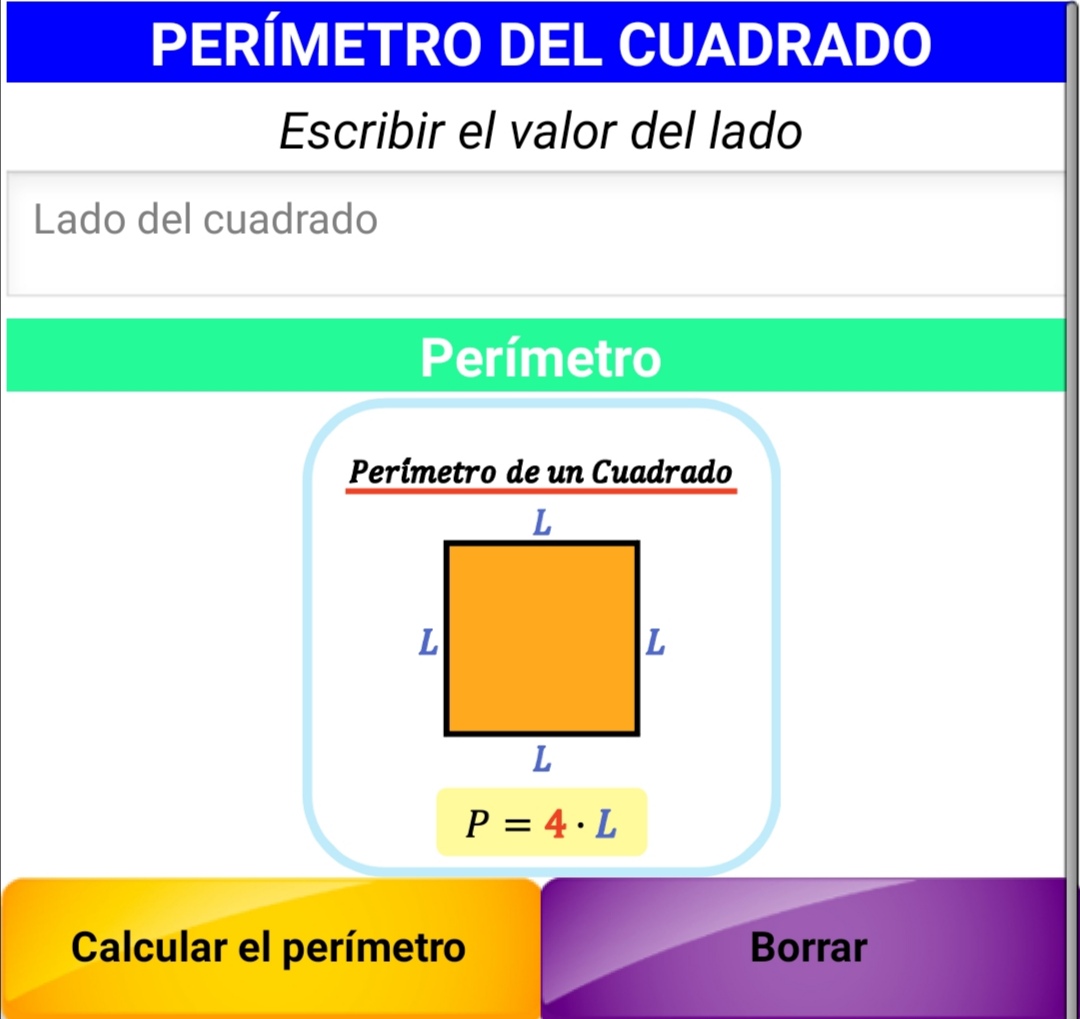 PERÍMETRO DEL CUADRADO
Escribir el valor del lado
Lado del cuadrado
Perímetro
Perímetro de un Cuadrado
L
L L
L
P = 4 · L
Calcular el perímetro Borrar